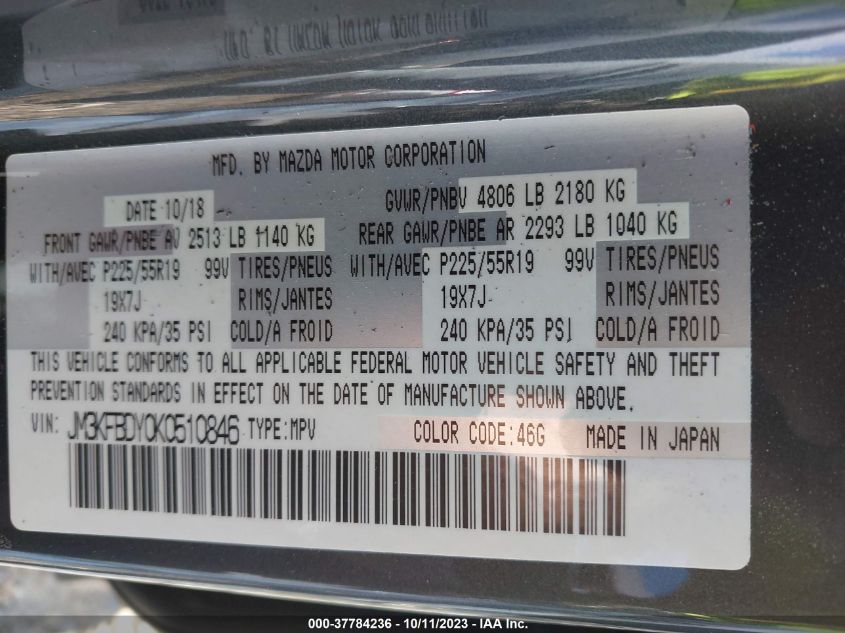 MFD. BY MAZDA MOTOR CORPORATION
DATE 10/18 GVWR/PNBV 4806 LB 2180 KG
FRONT GAWR/PNBE AV 2513 LB 1140 KG REAR GAWR/PNBE AR 2293 LB 1040 KG
WITH/AVEC P225/55R19 99V TIRES/PNEUS WITH/AVEC P225/55R19 99V TIRES/PNEUS
19X7J RIMS/JANTES 19X7J RIMS/JANTES
240 KPA/35 PSI COLD/A FROID 240 KPA/35 PSI COLD/A FROID
THIS VEHICLE CONFORMS TO ALL APPLICABLE FEDERAL MOTOR VEHICLE SAFETY AND THEFT
PREVENTION STANDARDS IN EFFECT ON THE DATE OF MANUFACTURE SHOWN ABOVE.
VIN: JM3KFBDY0K0510846 TYPE:MPV COLOR CODE:46G MADE IN JAPAN
000-37784236 - 10/11/2023 - IAA Inc.